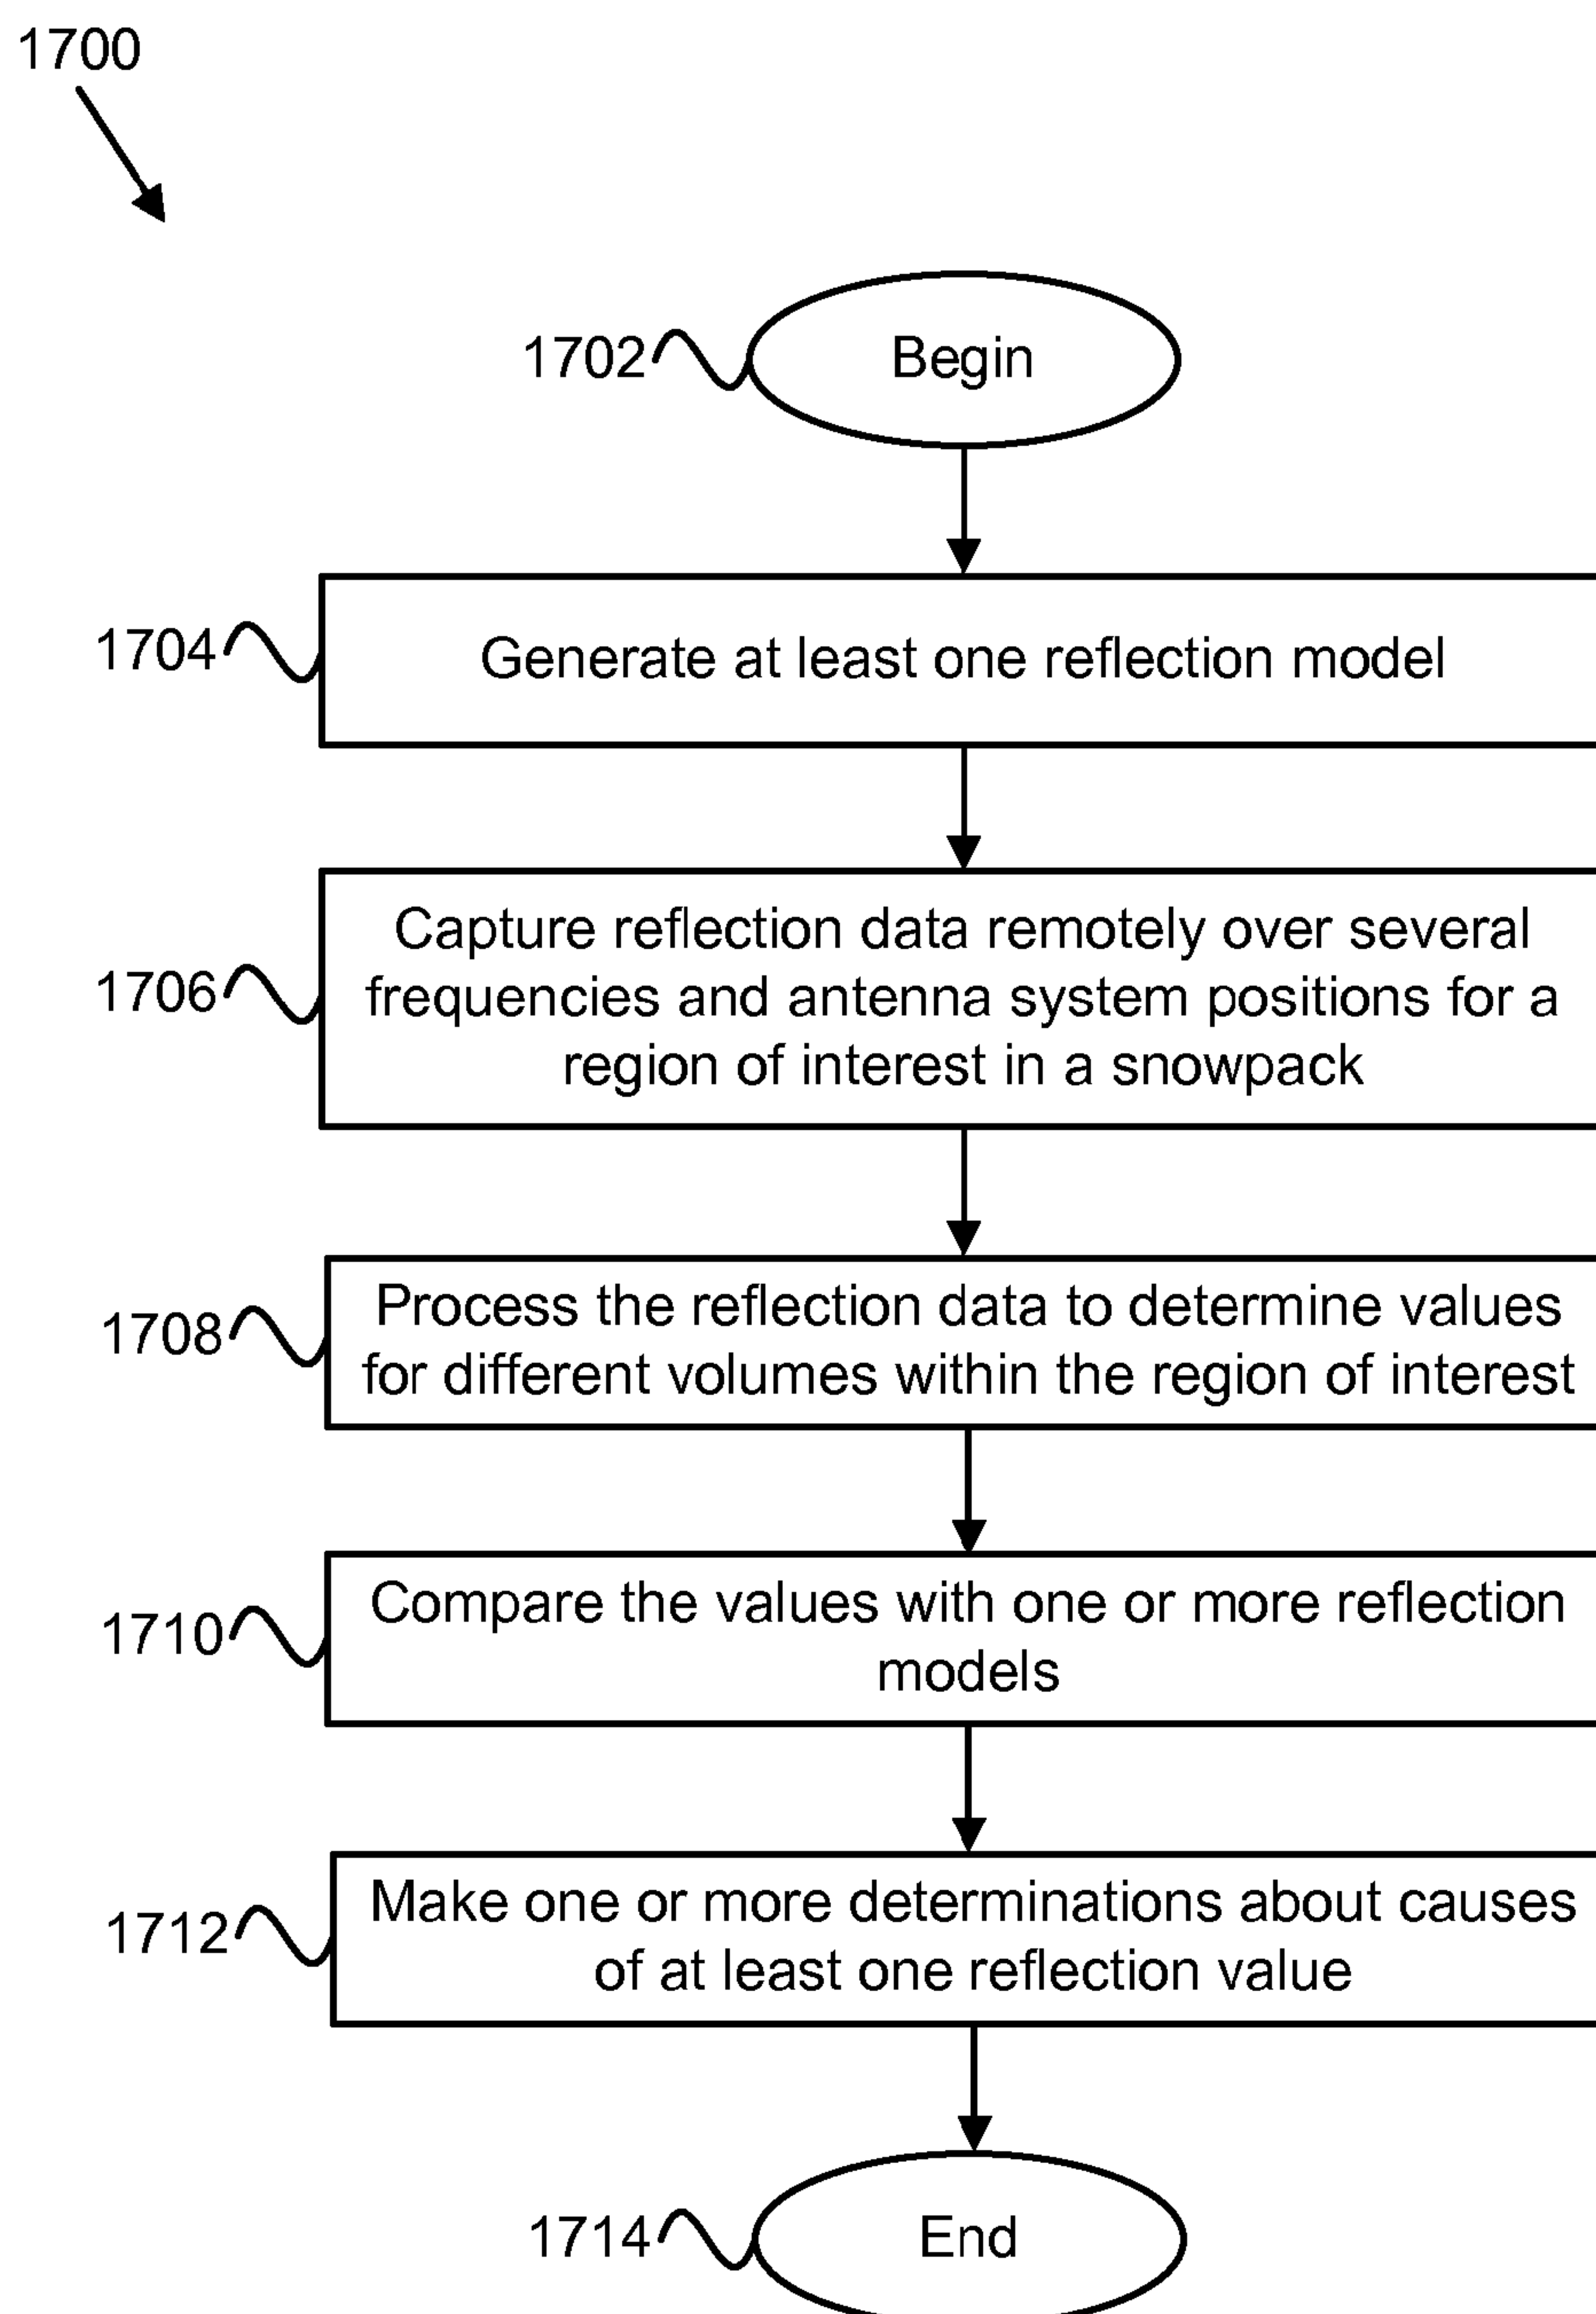 1700
1702
Begin
1704
Generate at least one reflection model
1706
Capture reflection data remotely over several
frequencies and antenna system positions for a
region of interest in a snowpack
1708
Process the reflection data to determine values
for different volumes within the region of interest
1710
Compare the values with one or more reflection
models
1712
Make one or more determinations about causes
of at least one reflection value
1714
End